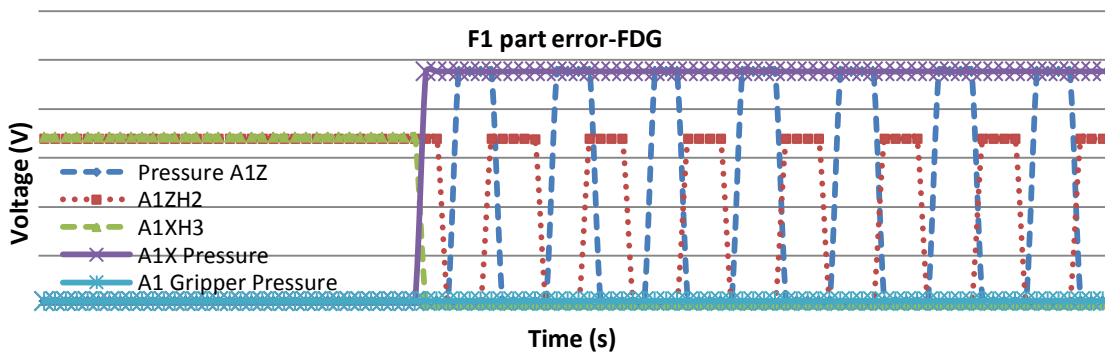 F1 part error-FDG
Voltage (V)
Pressure A1Z
A1ZH2
A1XH3
A1X Pressure
A1 Gripper Pressure
Time (s)